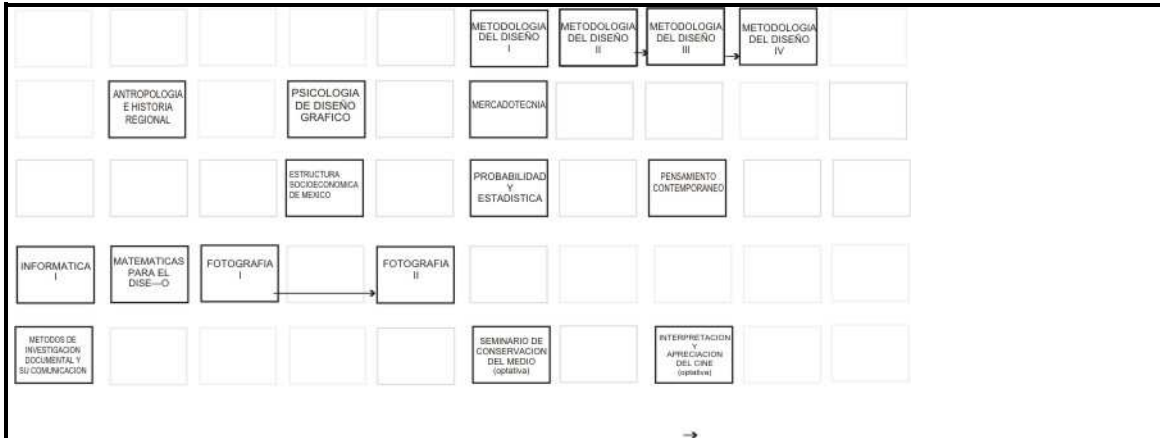 METODOLOGIA
DEL DISEÑO
I
METODOLOGIA
DEL DISEÑO
II
METODOLOGIA
DEL DISEÑO
III
METODOLOGIA
DEL DISEÑO
IV
ANTROPOLOGIA
E HISTORIA
REGIONAL
PSICOLOGIA
DE DISEÑO
GRAFICO
MERCADOTECNIA
ESTRUCTURA
SOCIOECONOMICA
DE MEXICO
PROBABILIDAD
Y
ESTADISTICA
PENSAMIENTO
CONTEMPORANEO
INFORMATICA
I
MATEMATICAS
PARA EL
DISE—O
FOTOGRAFIA
I
FOTOGRAFIA
II
METODOS DE
INVESTIGACION
DOCUMENTAL Y
SU COMUNICACION
SEMINARIO DE
CONSERVACION
DEL MEDIO
(optativa)
INTERPRETACION
Y
APRECIACION
DEL CINE
(optativa)